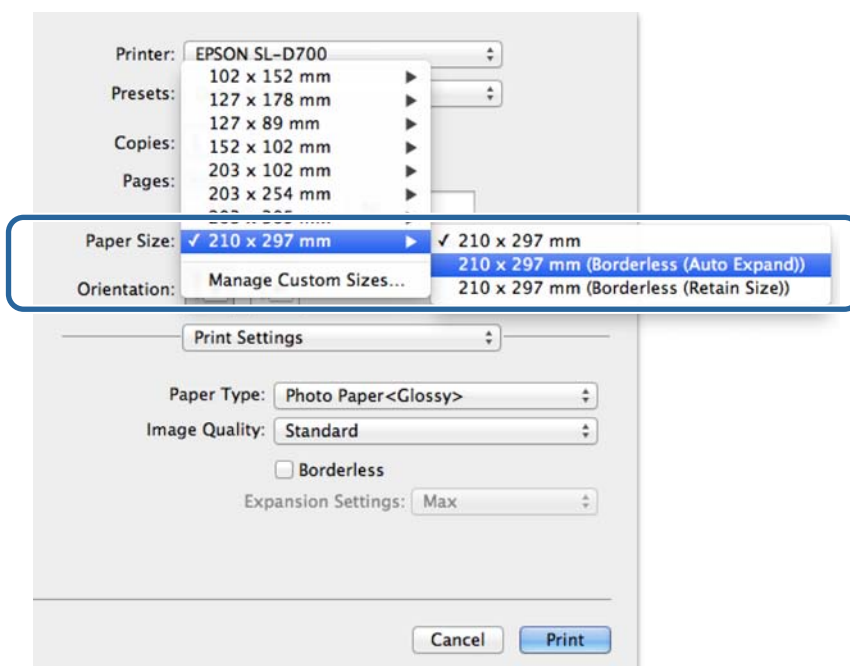 Printer: EPSON SL-D700
102 x 152 mm
Presets:
127 x 178 mm
127 x 89 mm
Copies:
152 x 102 mm
203 x 102 mm
Pages:
203 x 254 mm
Paper Size: ✓ 210 x 297 mm ✓ 210 x 297 mm
210 x 297 mm (Borderless (Auto Expand))
Orientation: Manage Custom Sizes... 210 x 297 mm (Borderless (Retain Size))
Print Settings
Paper Type: Photo Paper<Glossy>
Image Quality: Standard
Borderless
Expansion Settings: Max
Cancel Print